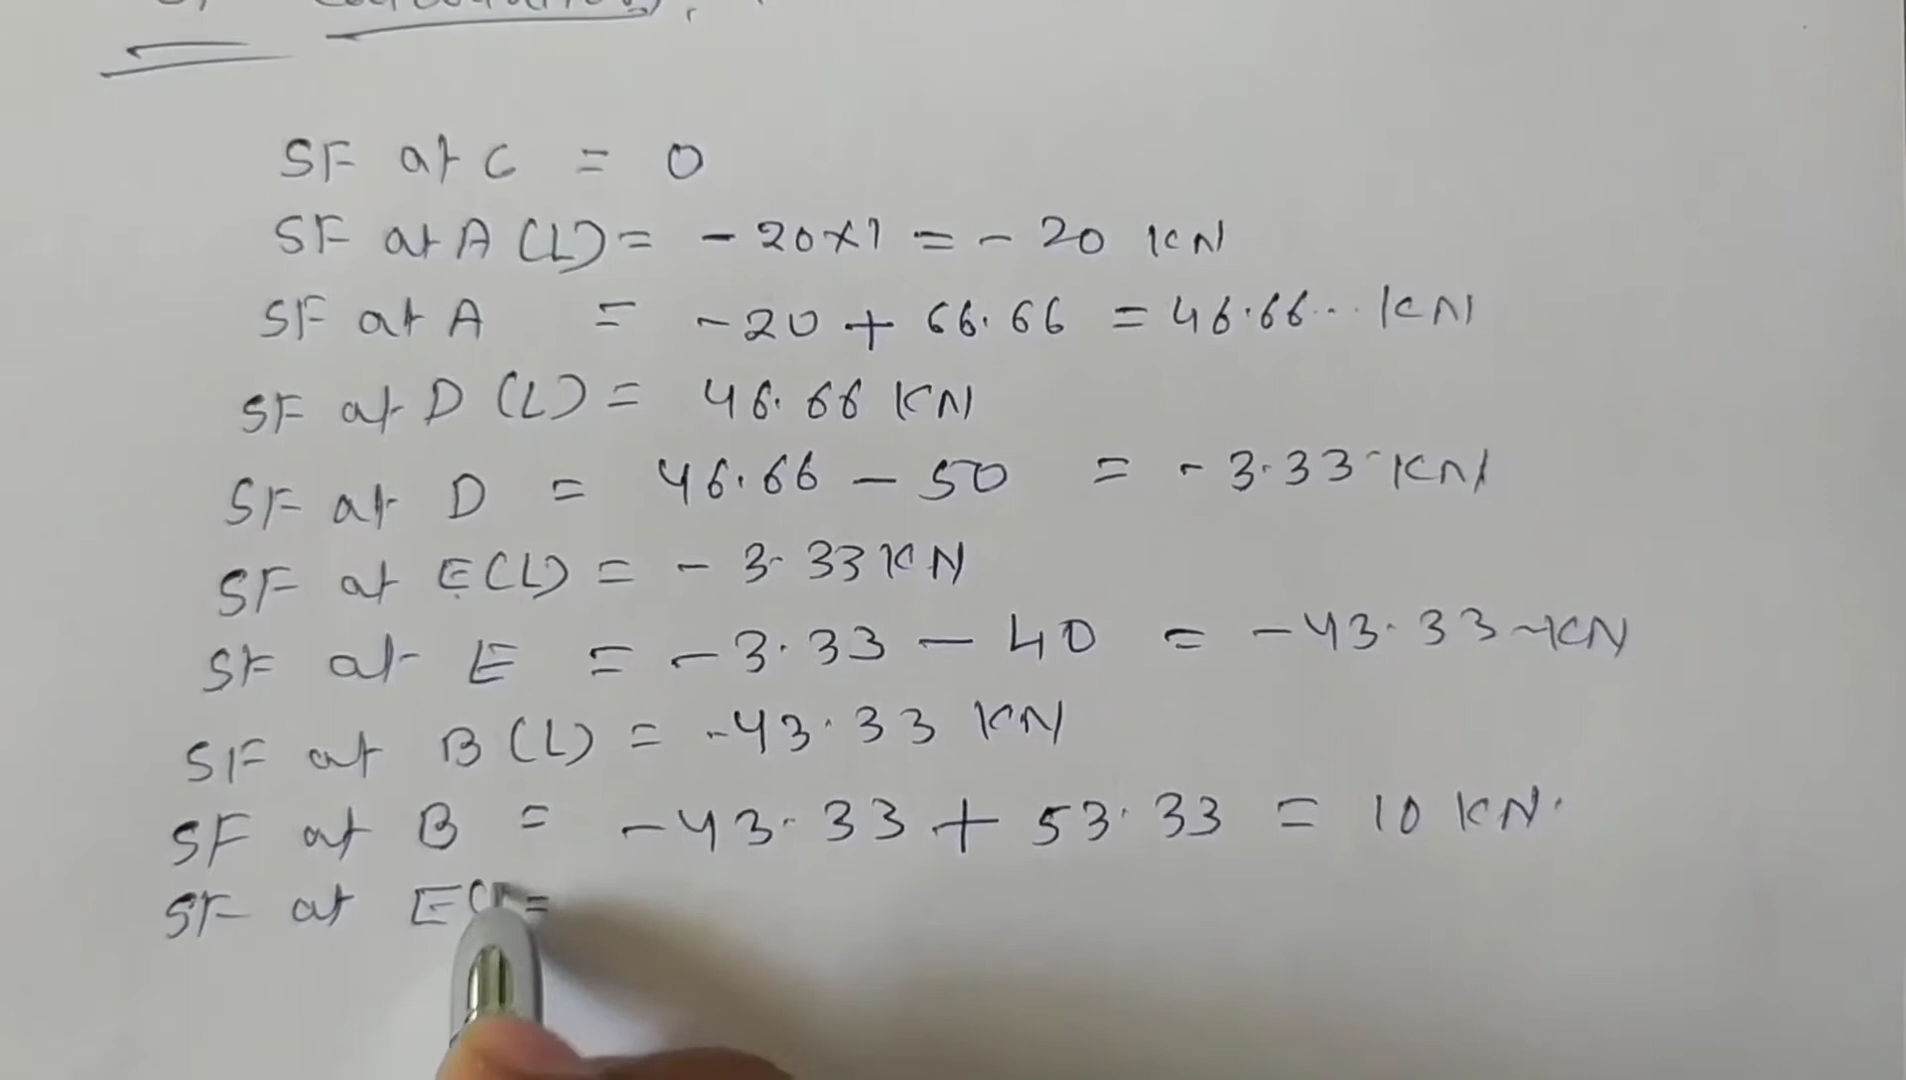 SF at C = 0
SF at A (L) = - 20x1 = - 20 KN
SF at A = - 20 + 66.66 = 46.66.. KN
SF at D (L) = 46.66 KN
SF at D = 46.66 - 50 = - 3.33 KN
SF at E(L) = - 3.33 KN
SF at E = - 3.33 - 40 = - 43.33 KN
SF at B (L) = - 43.33 KN
SF at B = - 43.33 + 53.33 = 10 KN.
SF at E( =